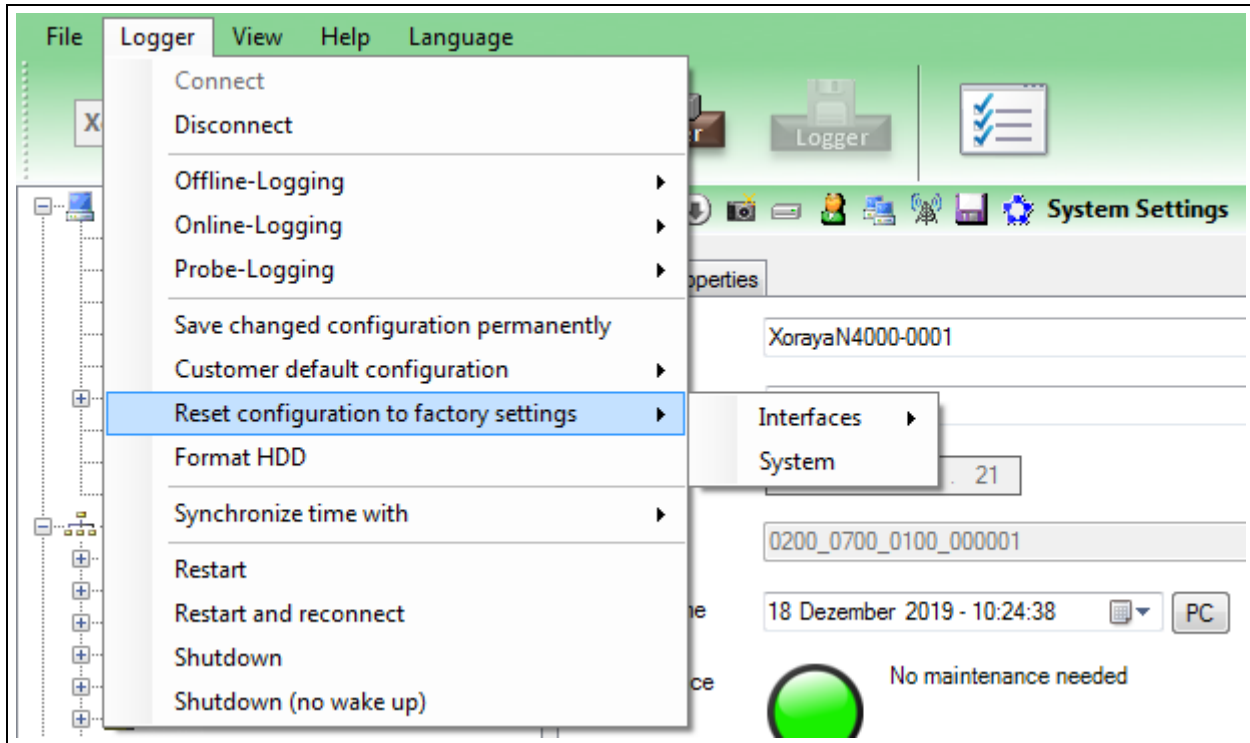 File Logger View Help Language
Connect
X
Disconnect
Logger
Offline-Logging
System Settings
Online-Logging
Probe-Logging
Save changed configuration permanently
XorayaN4000-0001
Customer default configuration
Reset configuration to factory settings
Interfaces
Format HDD
System
. 21
Synchronize time with
0200_0700_0100_000001
Restart
Restart and reconnect
18 Dezember 2019 - 10:24:38 PC
Shutdown
No maintenance needed
Shutdown (no wake up)